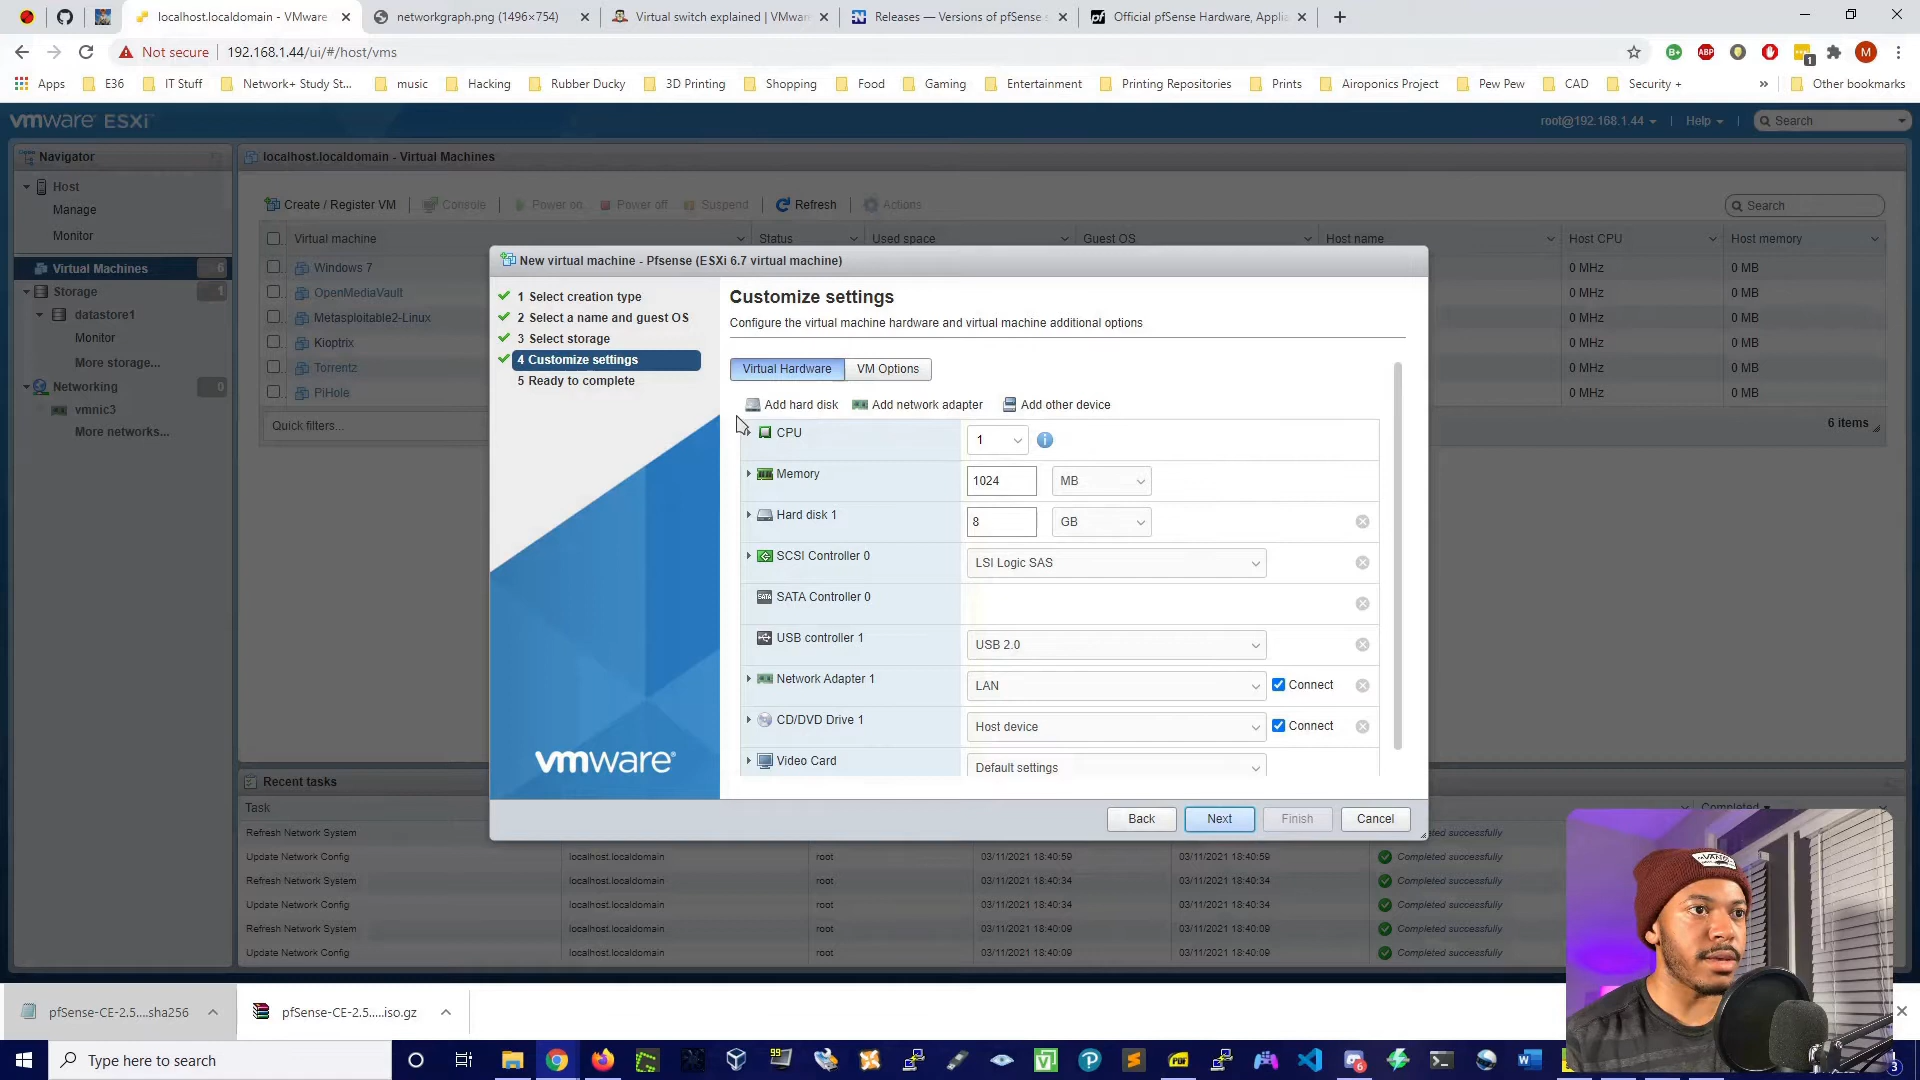 localhost.localdomain - VMware
networkgraph.png (1496×754)
Virtual switch explained | VMwar
Releases — Versions of pfSense s
Official pfSense Hardware, Applia
Not secure
192.168.1.44/ui/#/host/vms
Apps
E36
IT Stuff
Network+ Study St...
music
Hacking
Rubber Ducky
3D Printing
Shopping
Food
Gaming
Entertainment
Printing Repositories
Prints
Airoponics Project
Pew Pew
CAD
Security +
Other bookmarks
vmware ESXi
root@192.168.1.44
Help
Search
Navigator
Host
Manage
Monitor
Virtual Machines 6
Storage 1
datastore1
Monitor
More storage...
Networking 0
vmnic3
More networks...
localhost.localdomain - Virtual Machines
Create / Register VM
Console
Power on
Power off
Suspend
Refresh
Actions
Search
Virtual machine
Status
Used space
Guest OS
Host name
Host CPU
Host memory
Windows 7
0 MHz
0 MB
OpenMediaVault
0 MHz
0 MB
Metasploitable2-Linux
0 MHz
0 MB
Kioptrix
0 MHz
0 MB
Torrentz
0 MHz
0 MB
PiHole
0 MHz
0 MB
Quick filters...
6 items
New virtual machine - Pfsense (ESXi 6.7 virtual machine)
1 Select creation type
2 Select a name and guest OS
3 Select storage
4 Customize settings
5 Ready to complete
vmware
Customize settings
Configure the virtual machine hardware and virtual machine additional options
Virtual Hardware
VM Options
Add hard disk
Add network adapter
Add other device
CPU
1
Memory
1024
MB
Hard disk 1
8
GB
SCSI Controller 0
LSI Logic SAS
SATA Controller 0
USB controller 1
USB 2.0
Network Adapter 1
LAN
Connect
CD/DVD Drive 1
Host device
Connect
Video Card
Default settings
Back
Next
Finish
Cancel
Recent tasks
Task
Completed
Refresh Network System
Update Network Config
localhost.localdomain
root
03/11/2021 18:40:59
03/11/2021 18:40:59
Completed successfully
Refresh Network System
localhost.localdomain
root
03/11/2021 18:40:34
03/11/2021 18:40:34
Completed successfully
Update Network Config
localhost.localdomain
root
03/11/2021 18:40:34
03/11/2021 18:40:34
Completed successfully
Refresh Network System
localhost.localdomain
root
03/11/2021 18:40:09
03/11/2021 18:40:09
Completed successfully
Update Network Config
localhost.localdomain
root
03/11/2021 18:40:09
03/11/2021 18:40:09
Completed successfully
pfSense-CE-2.5....sha256
pfSense-CE-2.5.....iso.gz
Type here to search